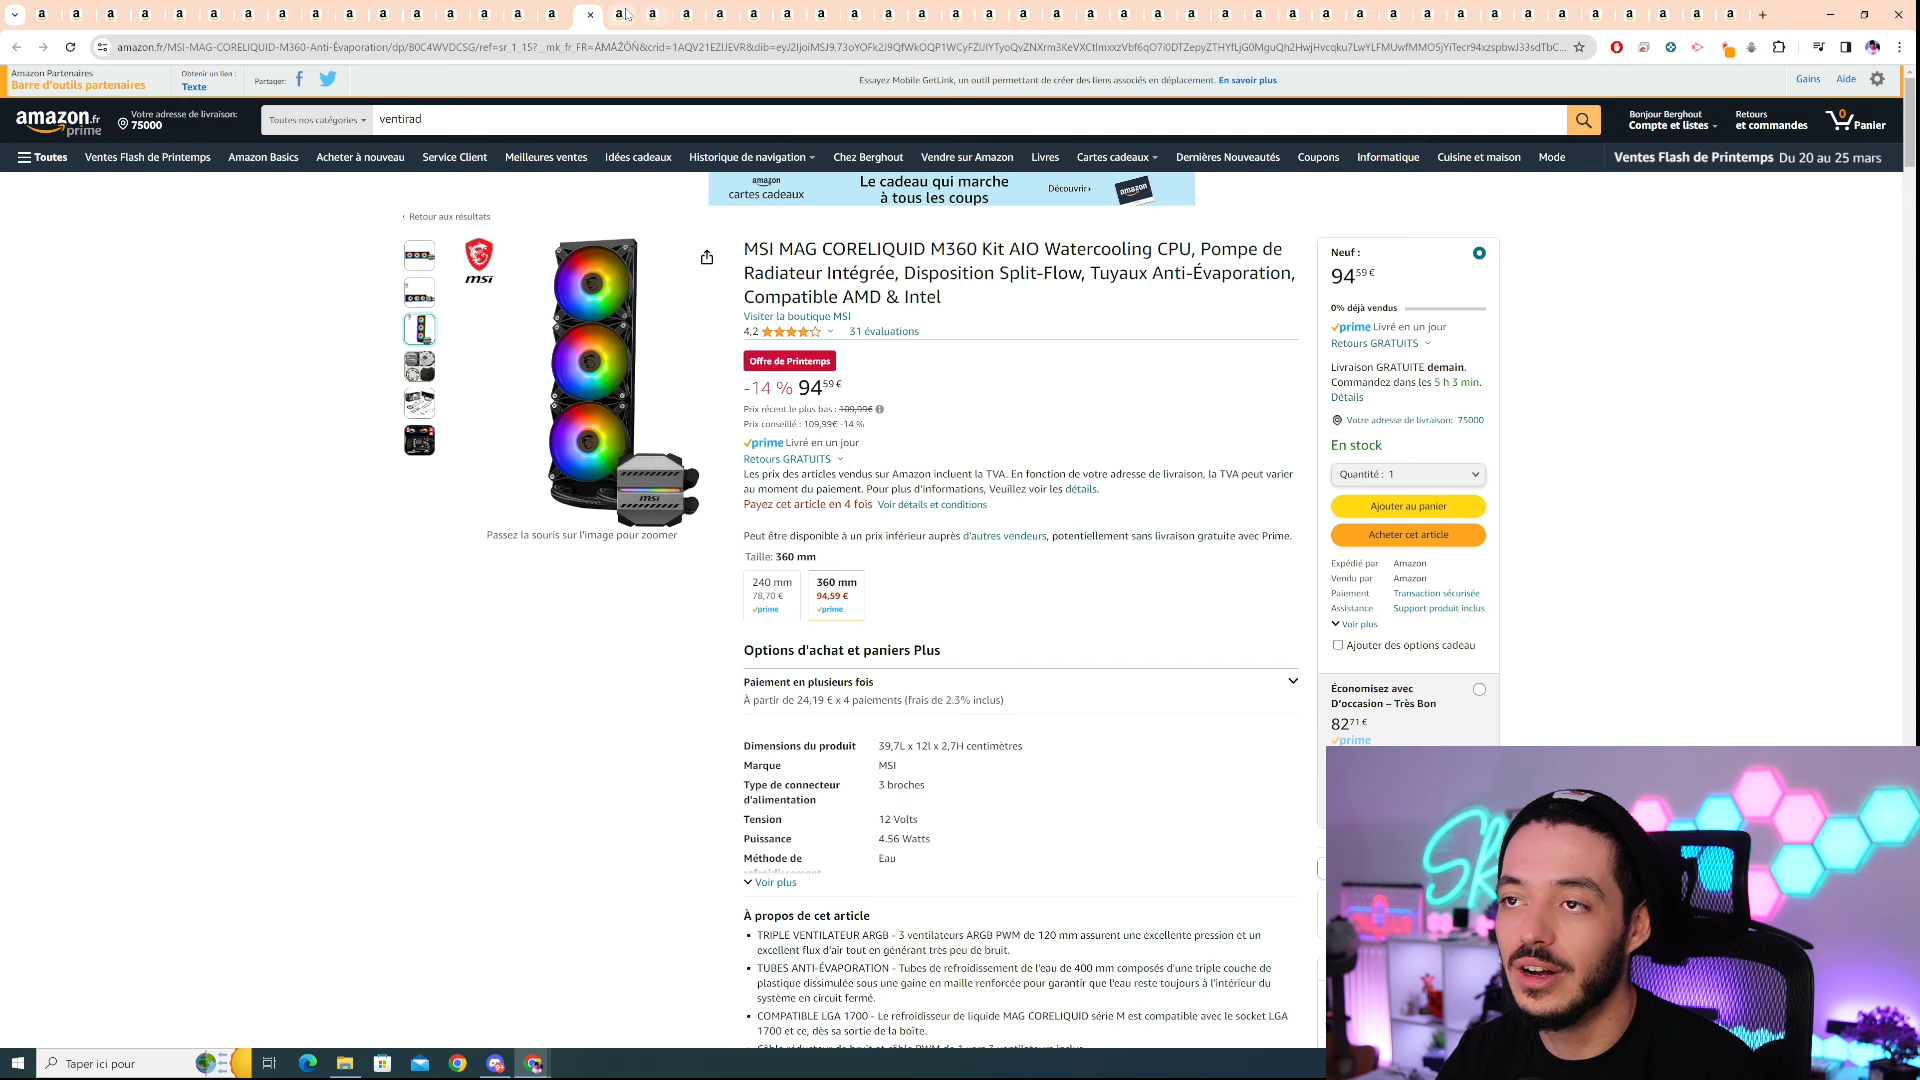 amazon.fr/MSI-MAG-CORELIQUID-M360-Anti-Évaporation/dp/B0C4WVDCSG/ref=sr_1_15?__mk_fr_FR=ÅMÅŽÕÑ&crid=1AQV21EZIJEVR&dib=
Amazon Partenaires
Barre d'outils partenaires
Obtenir un lien :
Texte
Partager:
Essayez Mobile GetLink, un outil permettant de créer des liens associés en déplacement. En savoir plus
Gains
Aide
amazon.fr
prime
Votre adresse de livraison:
75000
Toutes nos catégories
ventirad
Bonjour Berghout
Compte et listes
Retours
et commandes
0
Panier
Toutes
Ventes Flash de Printemps
Amazon Basics
Acheter à nouveau
Service Client
Meilleures ventes
Idées cadeaux
Historique de navigation
Chez Berghout
Vendre sur Amazon
Livres
Cartes cadeaux
Dernières Nouveautés
Coupons
Informatique
Cuisine et maison
Mode
Ventes Flash de Printemps Du 20 au 25 mars
amazon
cartes cadeaux
Le cadeau qui marche
à tous les coups
Découvrir›
amazon
‹ Retour aux résultats
msi
msi
Passez la souris sur l'image pour zoomer
MSI MAG CORELIQUID M360 Kit AIO Watercooling CPU, Pompe de
Radiateur Intégrée, Disposition Split-Flow, Tuyaux Anti-Évaporation,
Compatible AMD & Intel
Visiter la boutique MSI
4,2
31 évaluations
Offre de Printemps
-14 % 94,59 €
Prix récent le plus bas : 109,99€
Prix conseillé : 109,99€ -14 %
prime Livré en un jour
Retours GRATUITS
Les prix des articles vendus sur Amazon incluent la TVA. En fonction de votre adresse de livraison, la TVA peut varier
au moment du paiement. Pour plus d'informations, Veuillez voir les détails.
Payez cet article en 4 fois Voir détails et conditions
Peut être disponible à un prix inférieur auprès d'autres vendeurs, potentiellement sans livraison gratuite avec Prime.
Taille: 360 mm
240 mm
78,70 €
prime
360 mm
94,59 €
prime
Options d'achat et paniers Plus
Paiement en plusieurs fois
À partir de 24,19 € x 4 paiements (frais de 2.3% inclus)
Dimensions du produit 39,7L x 12l x 2,7H centimètres
Marque MSI
Type de connecteur d'alimentation 3 broches
Tension 12 Volts
Puissance 4.56 Watts
Méthode de refroidissement Eau
Voir plus
À propos de cet article
TRIPLE VENTILATEUR ARGB - 3 ventilateurs ARGB PWM de 120 mm assurent une excellente pression et un
excellent flux d'air tout en générant très peu de bruit.
TUBES ANTI-ÉVAPORATION - Tubes de refroidissement de l'eau de 400 mm composés d'une triple couche de
plastique dissimulée sous une gaine en maille renforcée pour garantir que l'eau reste toujours à l'intérieur du
système en circuit fermé.
COMPATIBLE LGA 1700 - Le refroidisseur de liquide MAG CORELIQUID série M est compatible avec le socket LGA
1700 et ce, dès sa sortie de la boîte.
Neuf :
94,59 €
0% déjà vendus
prime Livré en un jour
Retours GRATUITS
Livraison GRATUITE demain.
Commandez dans les 5 h 3 min.
Détails
Votre adresse de livraison: 75000
En stock
Quantité : 1
Ajouter au panier
Acheter cet article
Expédié par Amazon
Vendu par Amazon
Paiement Transaction sécurisée
Assistance Support produit inclus
Voir plus
Ajouter des options cadeau
Économisez avec
D'occasion – Très Bon
82,71 €
prime
Taper ici pour